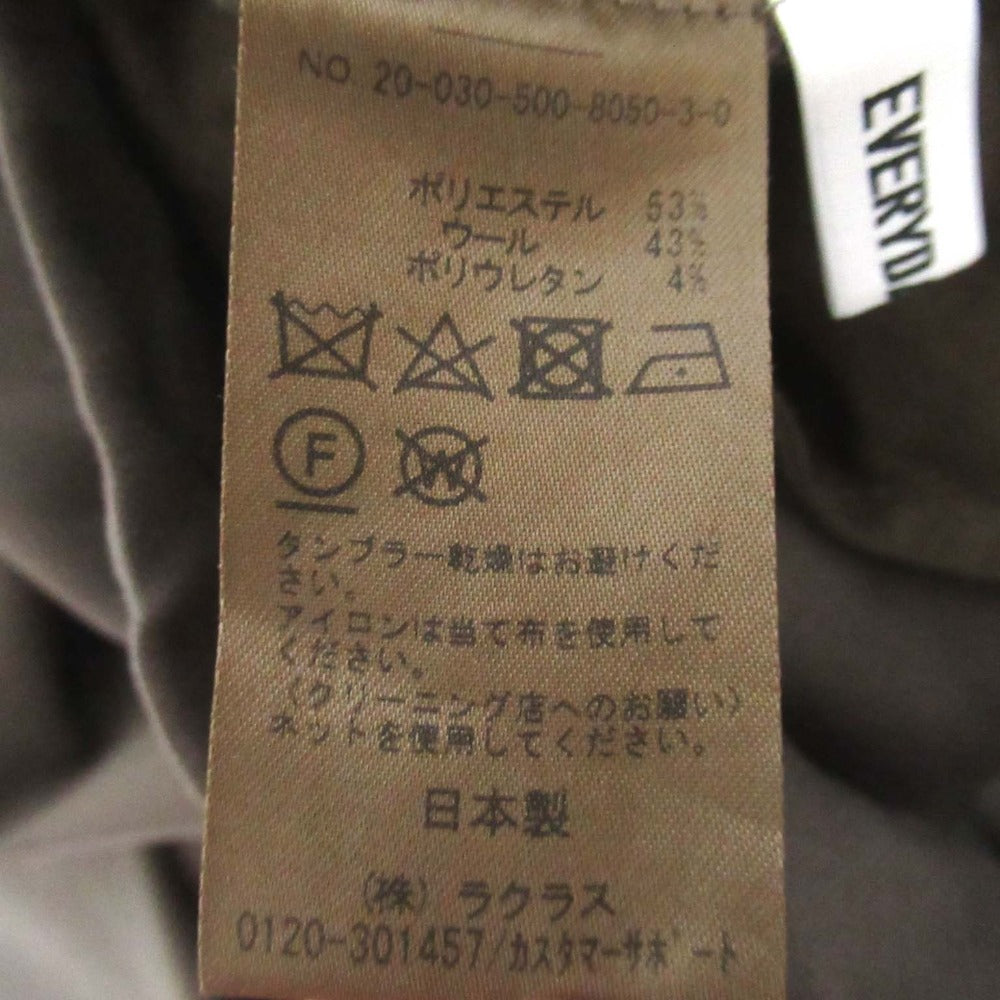 NO. 20-030-500-8050-3-0
ポリエステル 53%
ウール 43%
ポリウレタン 4%
F
W
タンブラー乾燥はお避けくだ
さい。
アイロンは当て布を使用して
ください。
〈クリーニング店へのお願い〉
ネットを使用してください。
日本製
(株) ラクラス
0120-301457/カスタマーサポート